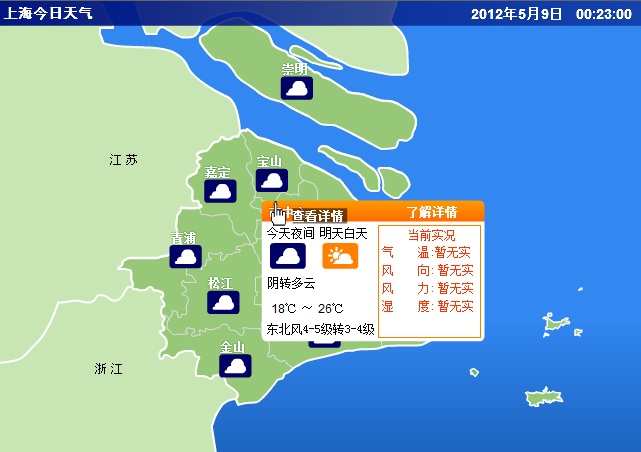 上海今日天气
2012年5月9日 00:23:00
崇明
江苏
宝山
嘉定
查看详情
了解详情
今天夜间 明天白天
阴转多云
18℃ ～ 26℃
东北风4-5级转3-4级
当前实况
气 温:暂无实
风 向:暂无实
风 力:暂无实
湿 度:暂无实
青浦
松江
金山
浙江